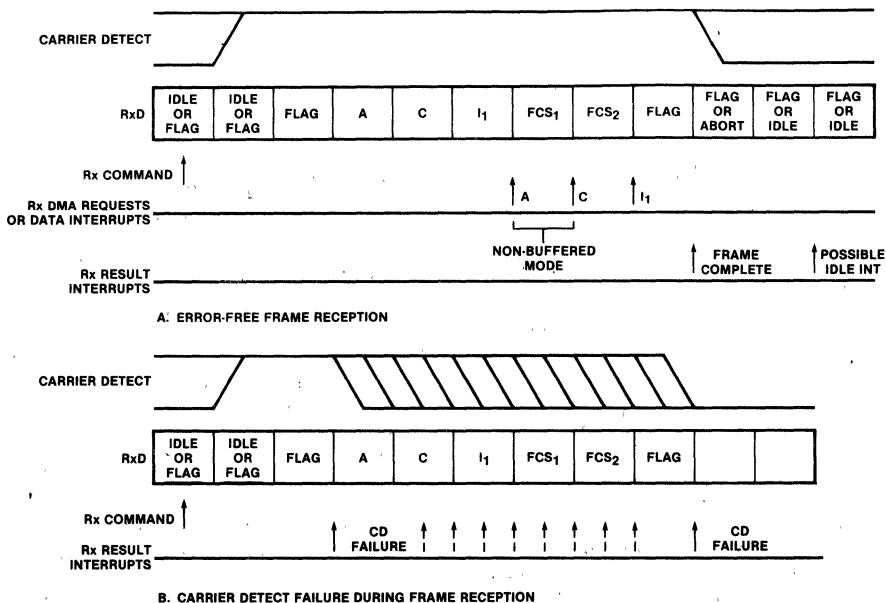 CARRIER DETECT
RxD
IDLE
OR
FLAG
IDLE
OR
FLAG
FLAG
A
C
I1
FCS1
FCS2
FLAG
FLAG
OR
ABORT
FLAG
OR
IDLE
FLAG
OR
IDLE
Rx COMMAND
Rx DMA REQUESTS
OR DATA INTERRUPTS
A
C
I1
NON-BUFFERED
MODE
Rx RESULT
INTERRUPTS
FRAME
COMPLETE
POSSIBLE
IDLE INT
A. ERROR-FREE FRAME RECEPTION
CARRIER DETECT
RxD
IDLE
OR
FLAG
IDLE
OR
FLAG
FLAG
A
C
I1
FCS1
FCS2
FLAG
Rx COMMAND
Rx RESULT
INTERRUPTS
CD
FAILURE
CD
FAILURE
B. CARRIER DETECT FAILURE DURING FRAME RECEPTION